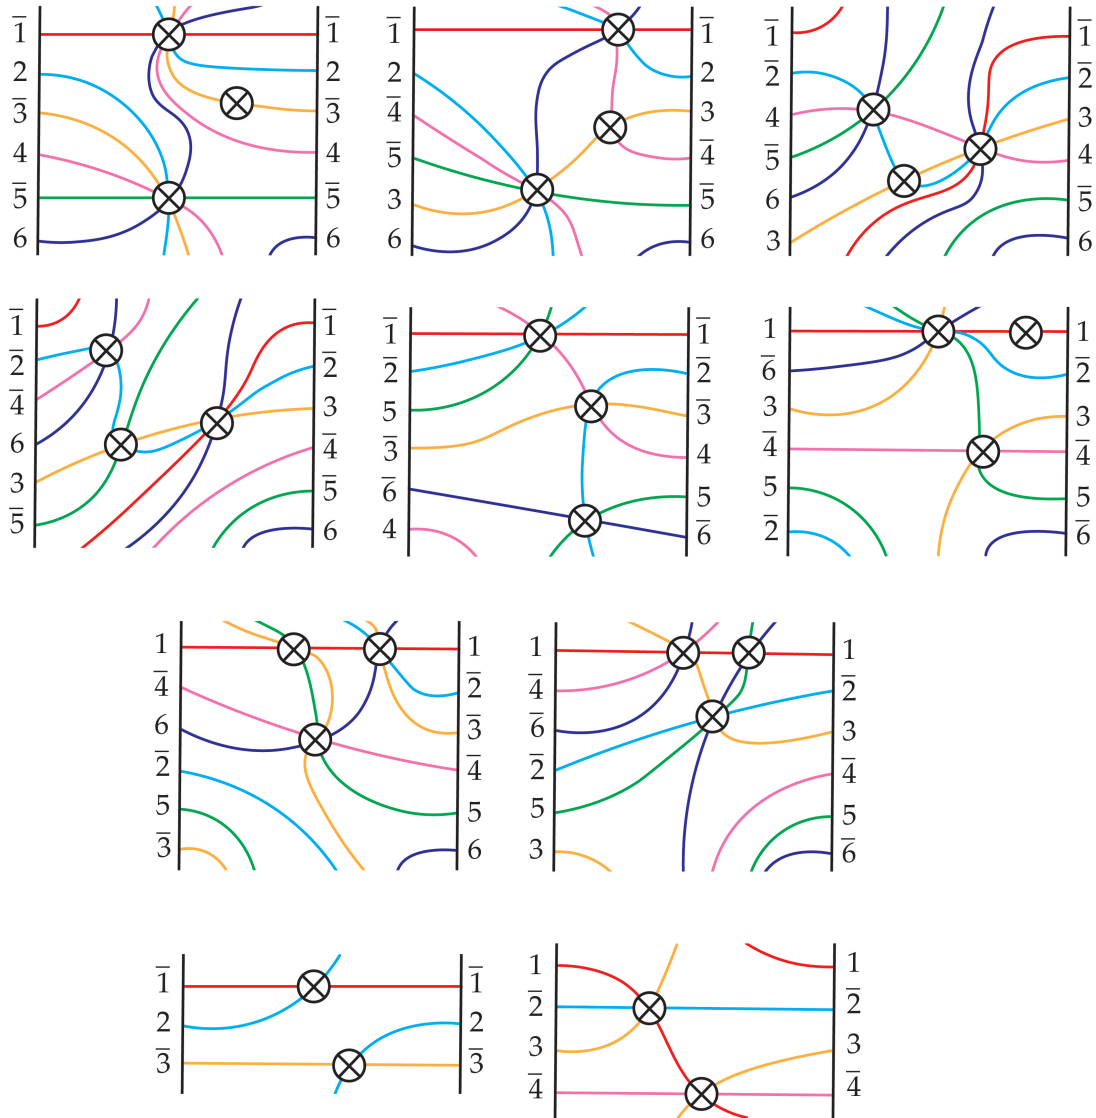 1̅ 1̅ 1̅ 1̅ 1̅ 1̅
2 2 2 2 2̅ 2̅
3̅ 3̅ 4̅ 3 4 3
4 4 5̅ 4̅ 5̅ 4
5̅ 5̅ 3 5̅ 6 5̅
6 6 6 6 3 6
1̅ 1̅ 1̅ 1̅ 1 1
2̅ 2̅ 2 2̅ 6̅ 2̅
4̅ 3 5 3̅ 3 3
6 4̅ 3̅ 4 4̅ 4̅
3 5̅ 6̅ 5 5 5
5̅ 6 4 6̅ 2̅ 6̅
1 1 1 1
4̅ 2̅ 4̅ 2̅
6 3̅ 6̅ 3
2̅ 4̅ 2̅ 4̅
5 5 5 5
3̅ 6 3 6̅
1̅ 1̅ 1 1
2 2 2̅ 2̅
3̅ 3̅ 3 3
4̅ 4̅